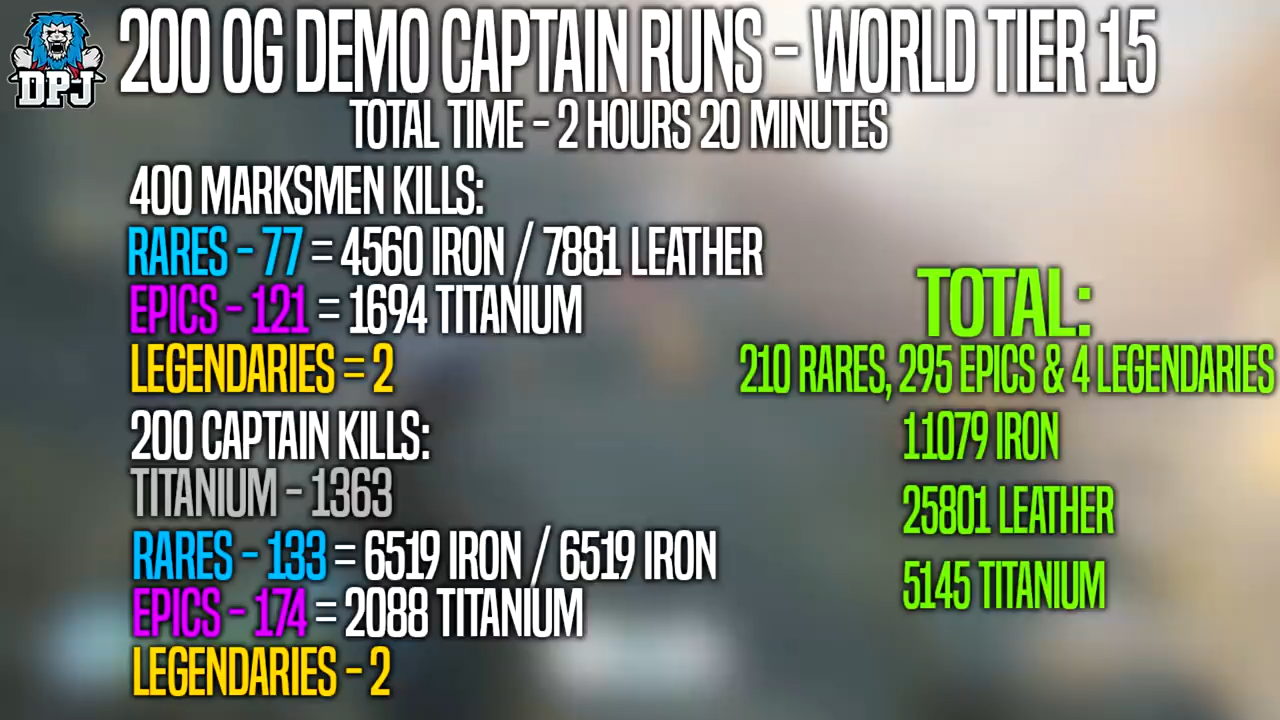 DPJ
200 OG DEMO CAPTAIN RUNS - WORLD TIER 15
TOTAL TIME - 2 HOURS 20 MINUTES
400 MARKSMEN KILLS:
RARES - 77 = 4560 IRON / 7881 LEATHER
EPICS - 121 = 1694 TITANIUM
LEGENDARIES = 2
200 CAPTAIN KILLS:
TITANIUM - 1363
RARES - 133 = 6519 IRON / 6519 IRON
EPICS - 174 = 2088 TITANIUM
LEGENDARIES - 2
TOTAL:
210 RARES, 295 EPICS & 4 LEGENDARIES
11079 IRON
25801 LEATHER
5145 TITANIUM